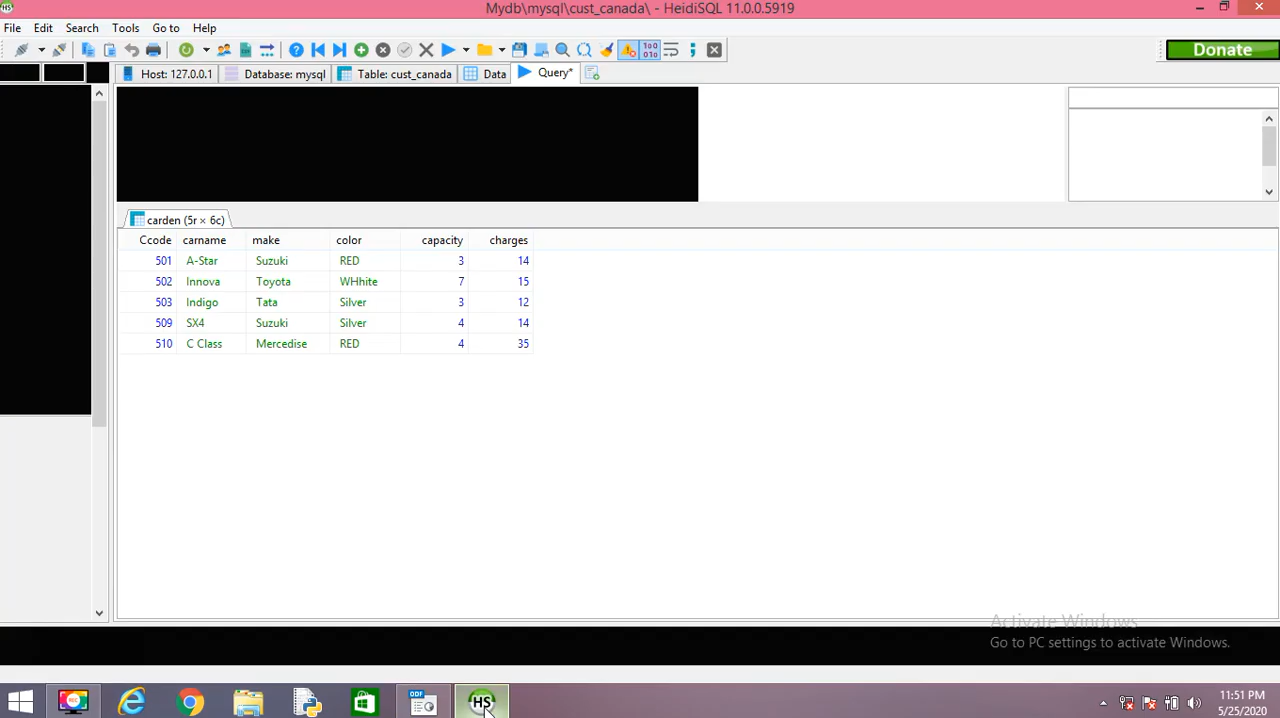 Mydb\mysql\cust_canada\ - HeidiSQL 11.0.0.5919
File Edit Search Tools Go to Help
Donate
Host: 127.0.0.1 Database: mysql Table: cust_canada Data Query*
carden (5r × 6c)
Ccode carname make color capacity charges
501 A-Star Suzuki RED 3 14
502 Innova Toyota WHhite 7 15
503 Indigo Tata Silver 3 12
509 SX4 Suzuki Silver 4 14
510 C Class Mercedise RED 4 35
Activate Windows
Go to PC settings to activate Windows.
HS
11:51 PM
5/25/2020